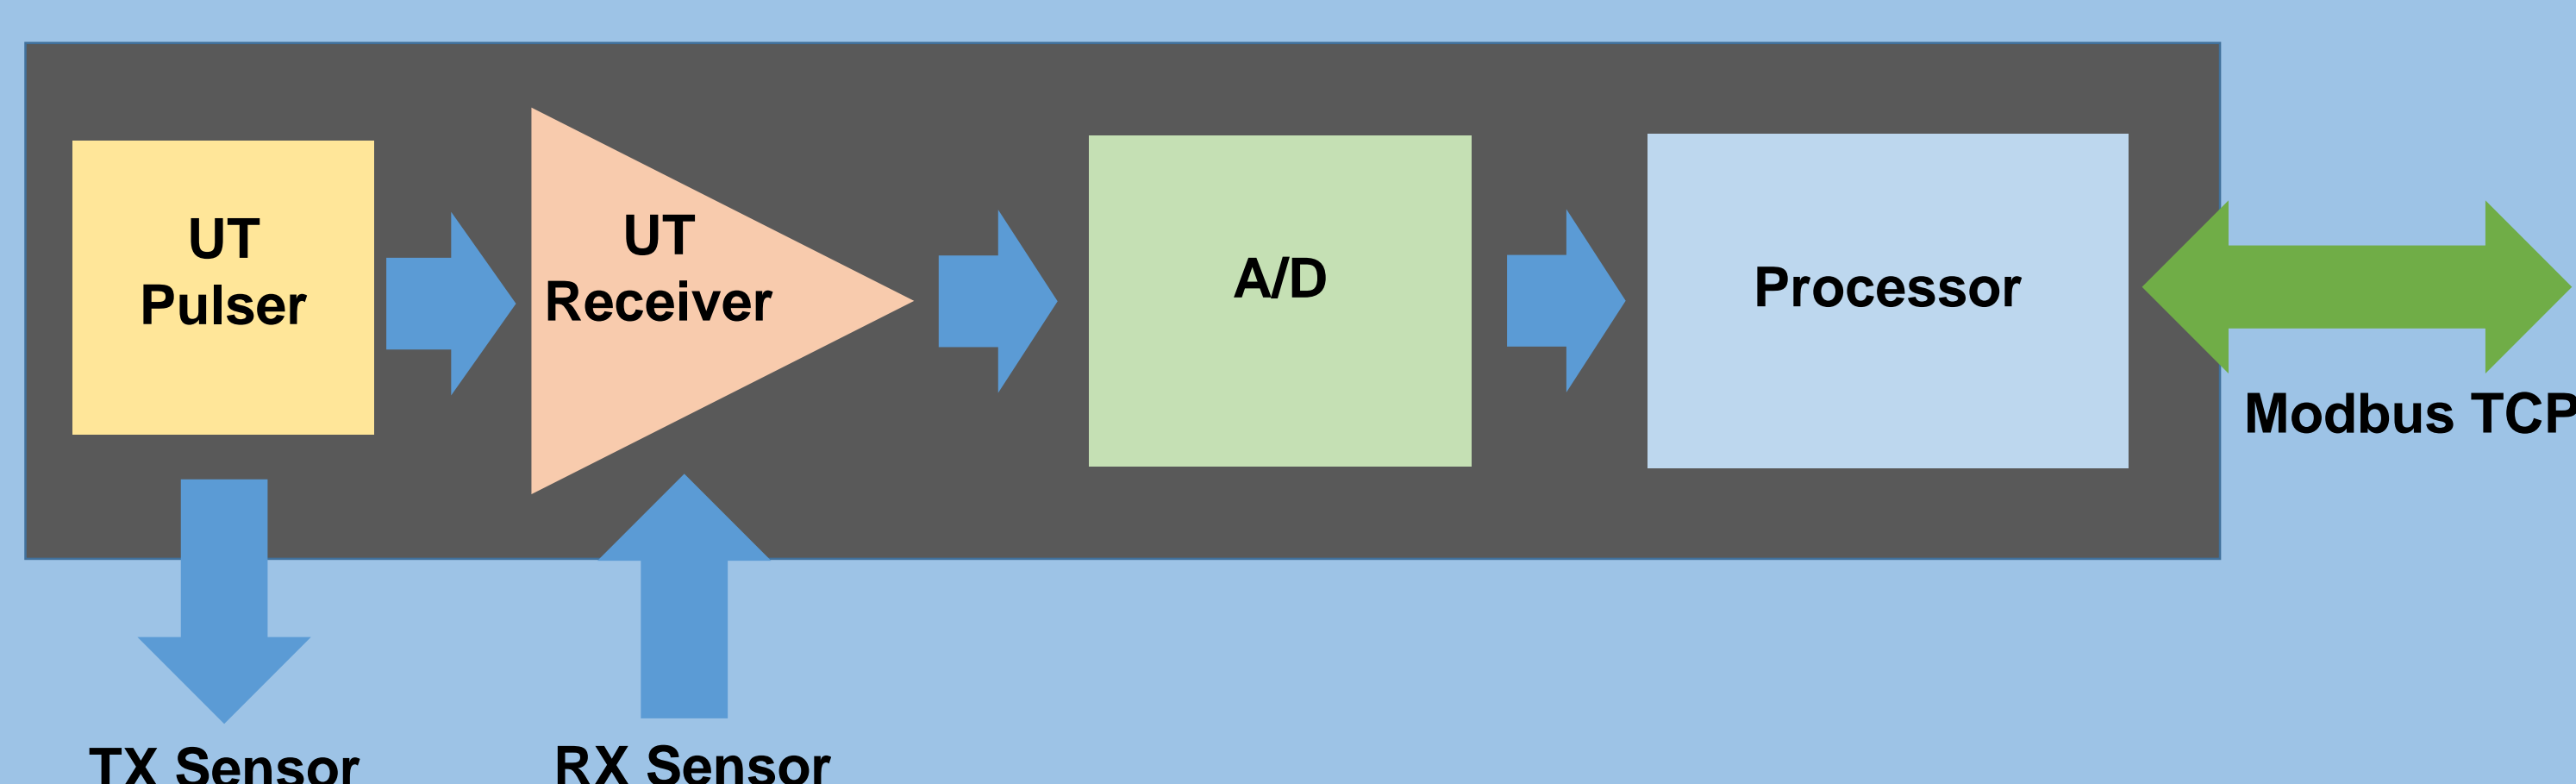 UT
Pulser
UT
Receiver
A/D
Processor
Modbus TCP
TX Sensor
RX Sensor